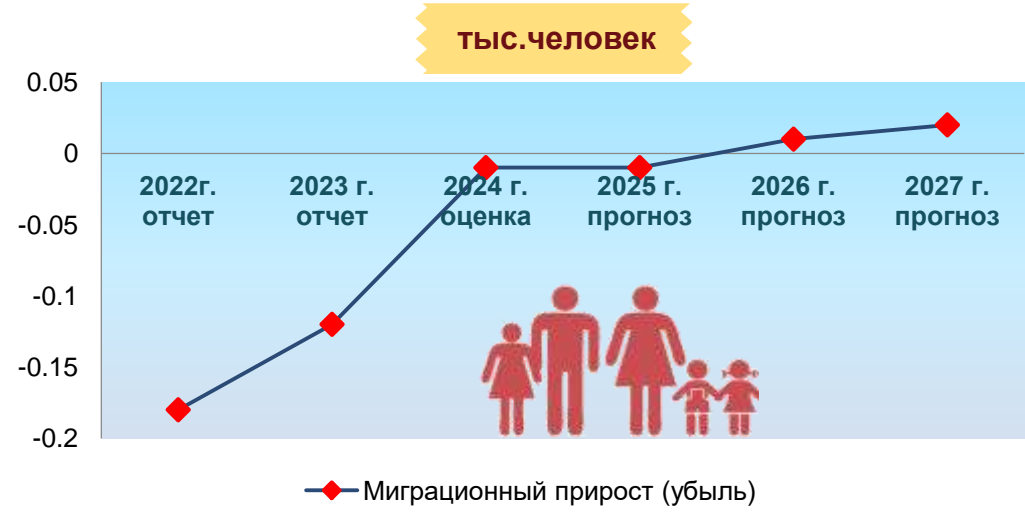 тыс.человек
0.05
0
-0.05
-0.1
-0.15
-0.2
2022г. отчет
2023 г. отчет
2024 г. оценка
2025 г. прогноз
2026 г. прогноз
2027 г. прогноз
Миграционный прирост (убыль)